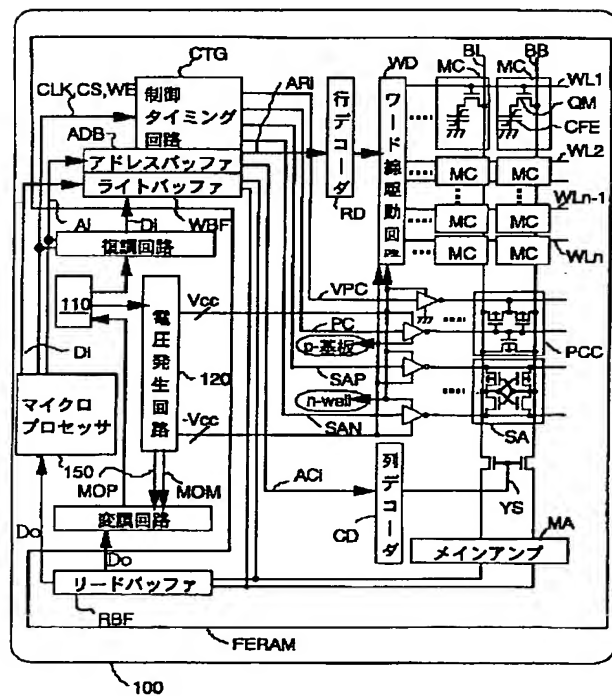 CTG
WD
BL
BB
CLK,CS,WE
制御
タイミング
回路
ARi
MC
MC
WL1
QM
CFE
ADB
アドレスバッファ
ライトバッファ
行デコーダ
RD
ワード線駆動回路
MC
MC
WL2
MC
MC
WLn-1
MC
MC
WLn
Ai
Di
WBF
復調回路
110
電圧発生回路
120
Vcc
VPC
PC
p-基板
PCC
Di
SAP
n-well
-Vcc
SAN
SA
マイクロ
プロセッサ
150
MOP
MOM
ACi
列デコーダ
CD
YS
MA
メインアンプ
Do
変調回路
Do
リードバッファ
RBF
FERAM
100